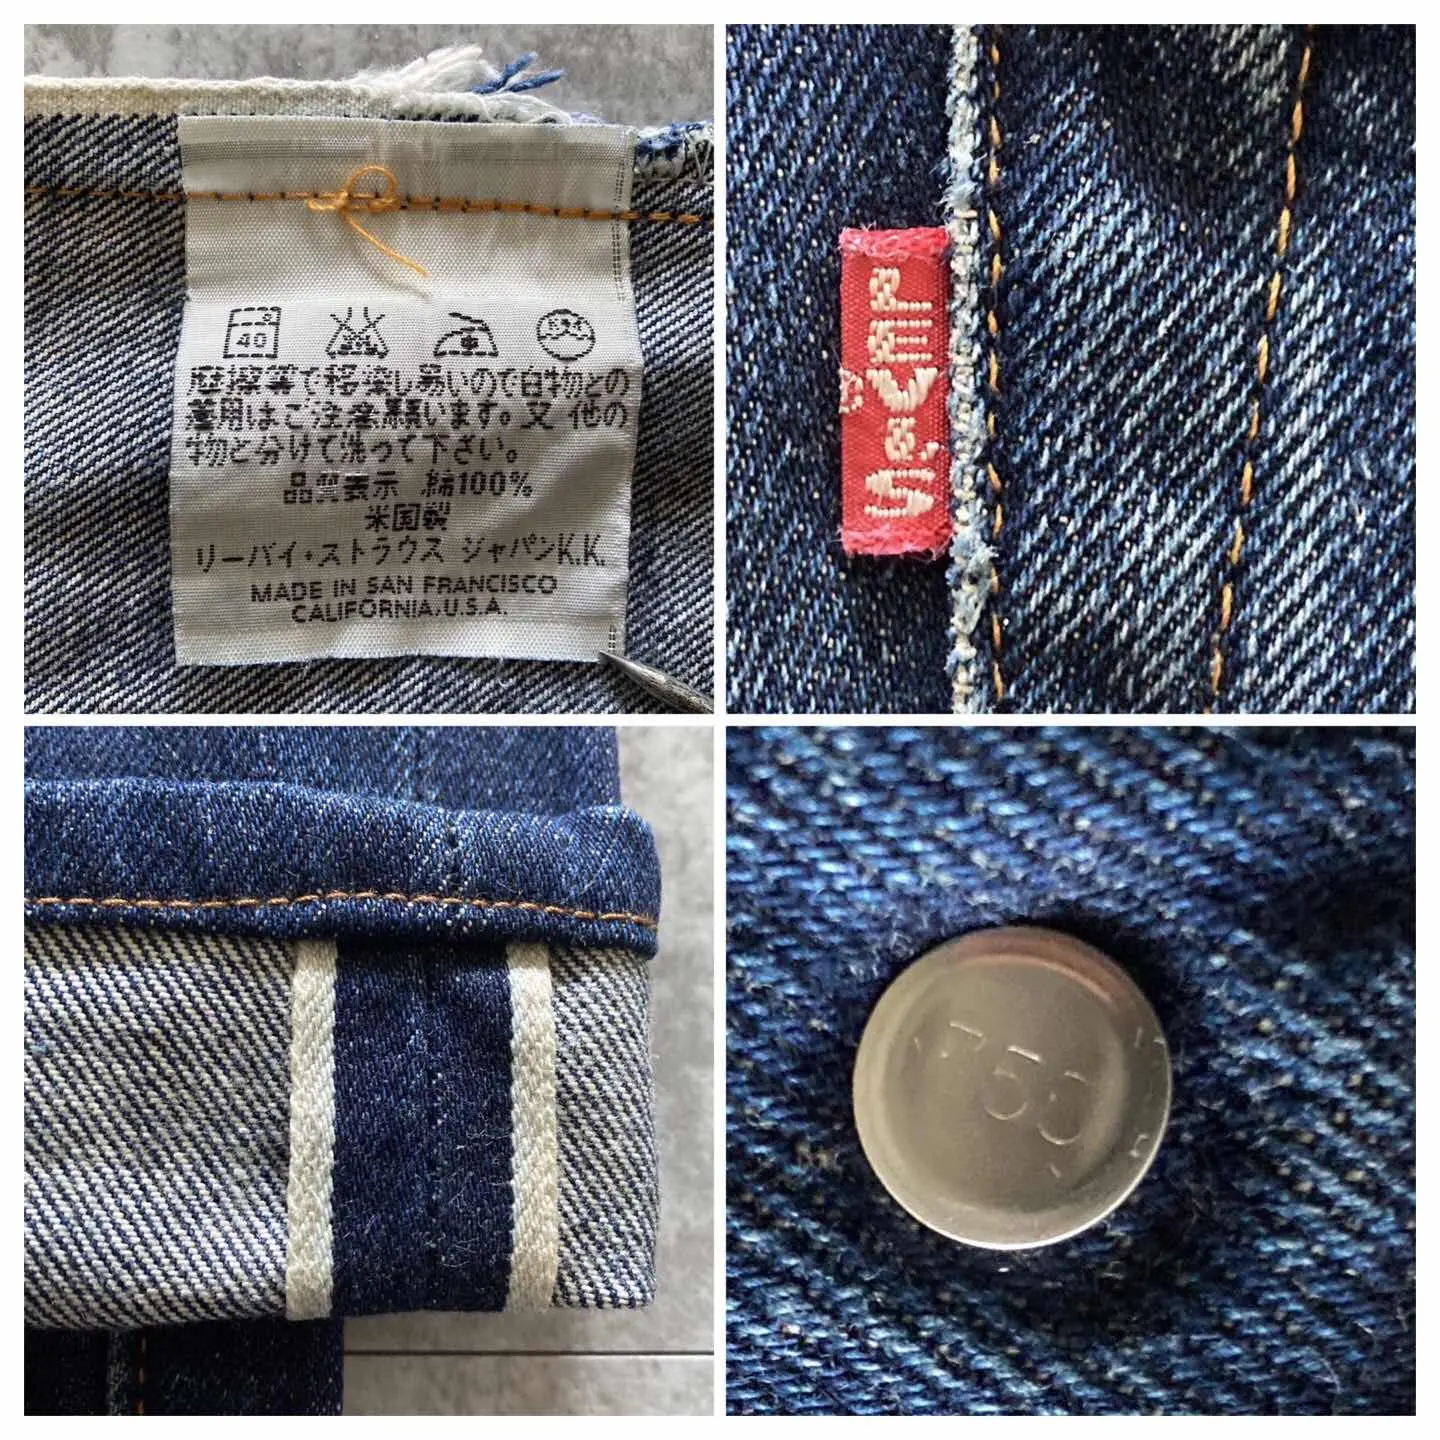 40
摩擦等で移染し易いので白物との
着用はご注意願います。又 他の
物と分けて洗って下さい。
品質表示 綿100%
米国製
リーバイ・ストラウス ジャパンK.K.
MADE IN SAN FRANCISCO
CALIFORNIA.U.S.A.
LEVI'S
®